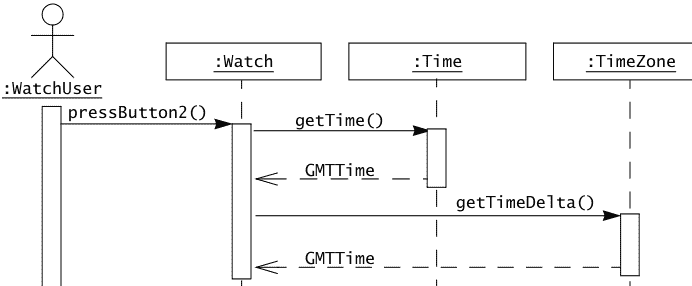 :Watch
:Time
:TimeZone
:WatchUser
pressButton2()
getTime()
GMTTime
getTimeDelta()
GMTTime